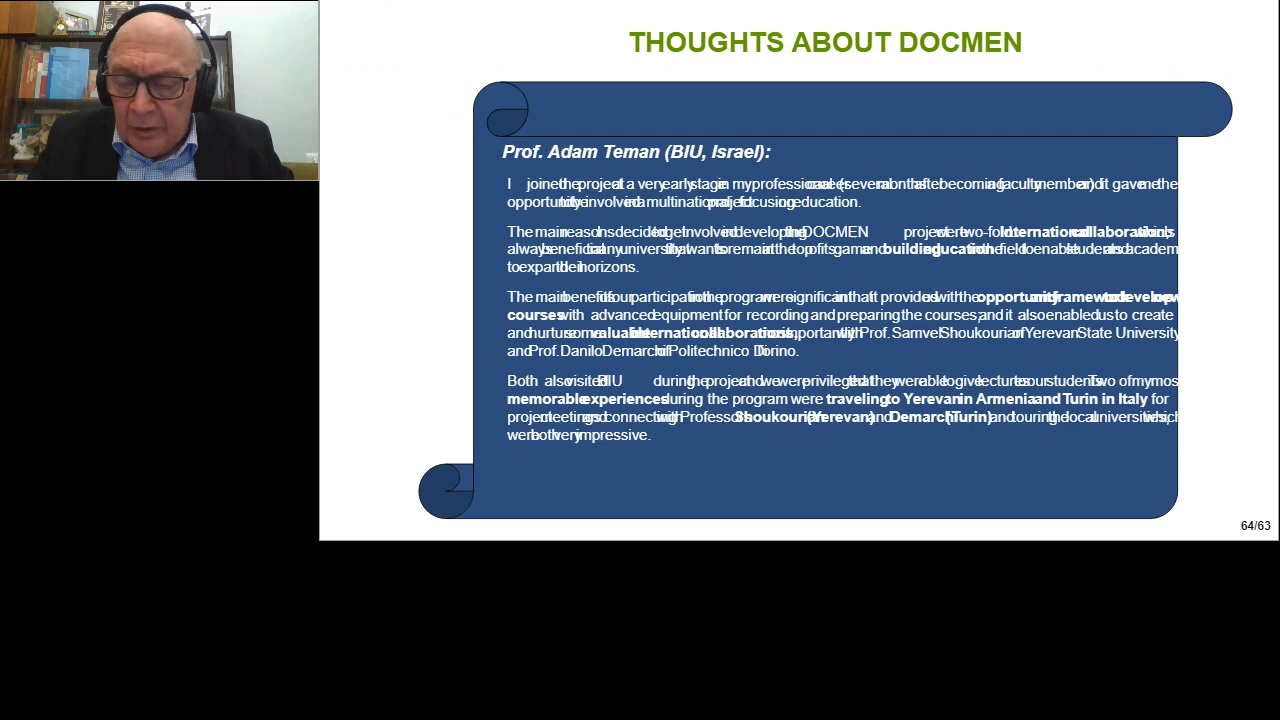 THOUGHTS ABOUT DOCMEN
Prof. Adam Teman (BIU, Israel):
I joined the project at a very early stage in my professional career (several months after becoming a faculty member) and it gave me the
opportunity to be involved in a multinational project focusing on education.
The main reasons I decided to get involved in developing the DOCMEN project were two-fold. International collaboration, which is
always beneficial to any university that wants to remain at the top of its game and building education in the field to enable students and academ
to expand their horizons.
The main benefits of our participation in the program were significant in that it provided us with the opportunity and framework to develop new
courses with advanced equipment for recording and preparing the courses, and it also enabled us to create
and nurture some valuable international collaborations, most importantly with Prof. Samvel Shoukourian of Yerevan State University
and Prof. Danilo Demarchi of Politechnico Di Torino.
Both also visited BIU during the project and we were privileged that they were able to give lectures to our students. Two of my mos
memorable experiences during the program were traveling to Yerevan in Armenia and Turin in Italy for
project meetings and connecting with Professors Shoukourian (Yerevan) and Demarchi (Turin) and touring the local universities, which
were both very impressive.
64/63